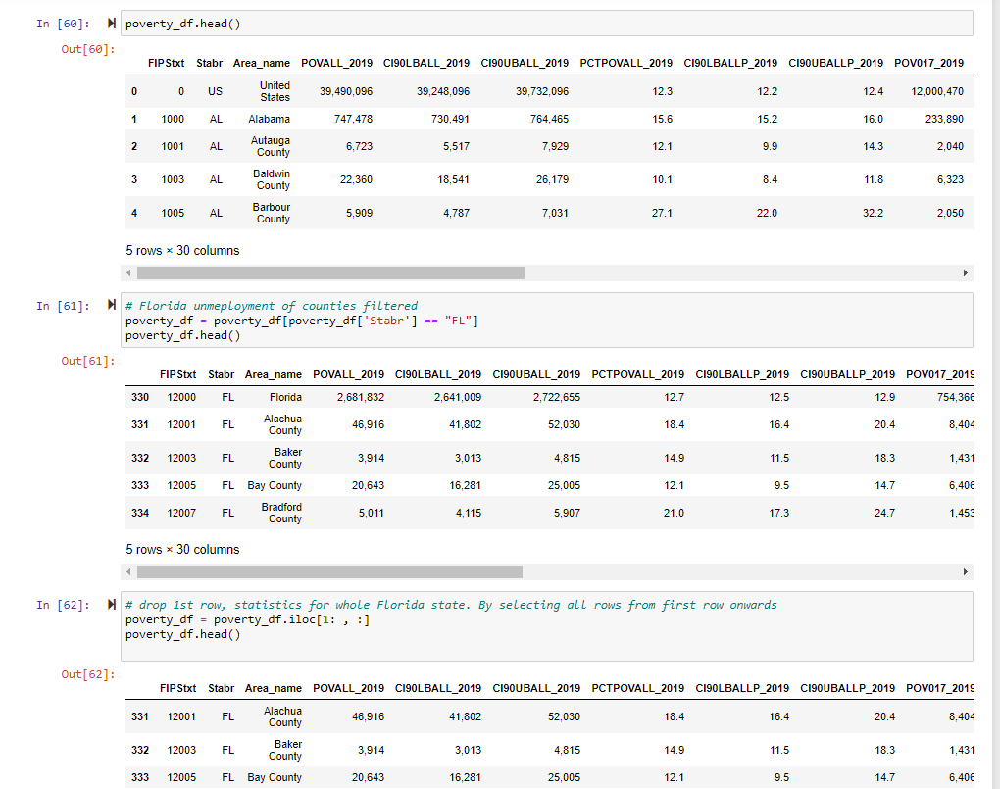 In [60]: poverty_df.head()
Out[60]:
FIPStxt Stabr Area_name POVALL_2019 CI90LBALL_2019 CI90UBALL_2019 PCTPOVALL_2019 CI90LBALLP_2019 CI90UBALLP_2019 POV017_2019
0 0 US United States 39,490,096 39,248,096 39,732,096 12.3 12.2 12.4 12,000,470
1 1000 AL Alabama 747,478 730,491 764,465 15.6 15.2 16.0 233,890
2 1001 AL Autauga County 6,723 5,517 7,929 12.1 9.9 14.3 2,040
3 1003 AL Baldwin County 22,360 18,541 26,179 10.1 8.4 11.8 6,323
4 1005 AL Barbour County 5,909 4,787 7,031 27.1 22.0 32.2 2,050
5 rows × 30 columns
In [61]: # Florida unmeployment of counties filtered
poverty_df = poverty_df[poverty_df['Stabr'] == "FL"]
poverty_df.head()
Out[61]:
FIPStxt Stabr Area_name POVALL_2019 CI90LBALL_2019 CI90UBALL_2019 PCTPOVALL_2019 CI90LBALLP_2019 CI90UBALLP_2019 POV017_2019
330 12000 FL Florida 2,681,832 2,641,009 2,722,655 12.7 12.5 12.9 754,366
331 12001 FL Alachua County 46,916 41,802 52,030 18.4 16.4 20.4 8,404
332 12003 FL Baker County 3,914 3,013 4,815 14.9 11.5 18.3 1,431
333 12005 FL Bay County 20,643 16,281 25,005 12.1 9.5 14.7 6,406
334 12007 FL Bradford County 5,011 4,115 5,907 21.0 17.3 24.7 1,453
5 rows × 30 columns
In [62]: # drop 1st row, statistics for whole Florida state. By selecting all rows from first row onwards
poverty_df = poverty_df.iloc[1: , :]
poverty_df.head()
Out[62]:
FIPStxt Stabr Area_name POVALL_2019 CI90LBALL_2019 CI90UBALL_2019 PCTPOVALL_2019 CI90LBALLP_2019 CI90UBALLP_2019 POV017_2019
331 12001 FL Alachua County 46,916 41,802 52,030 18.4 16.4 20.4 8,404
332 12003 FL Baker County 3,914 3,013 4,815 14.9 11.5 18.3 1,431
333 12005 FL Bay County 20,643 16,281 25,005 12.1 9.5 14.7 6,406